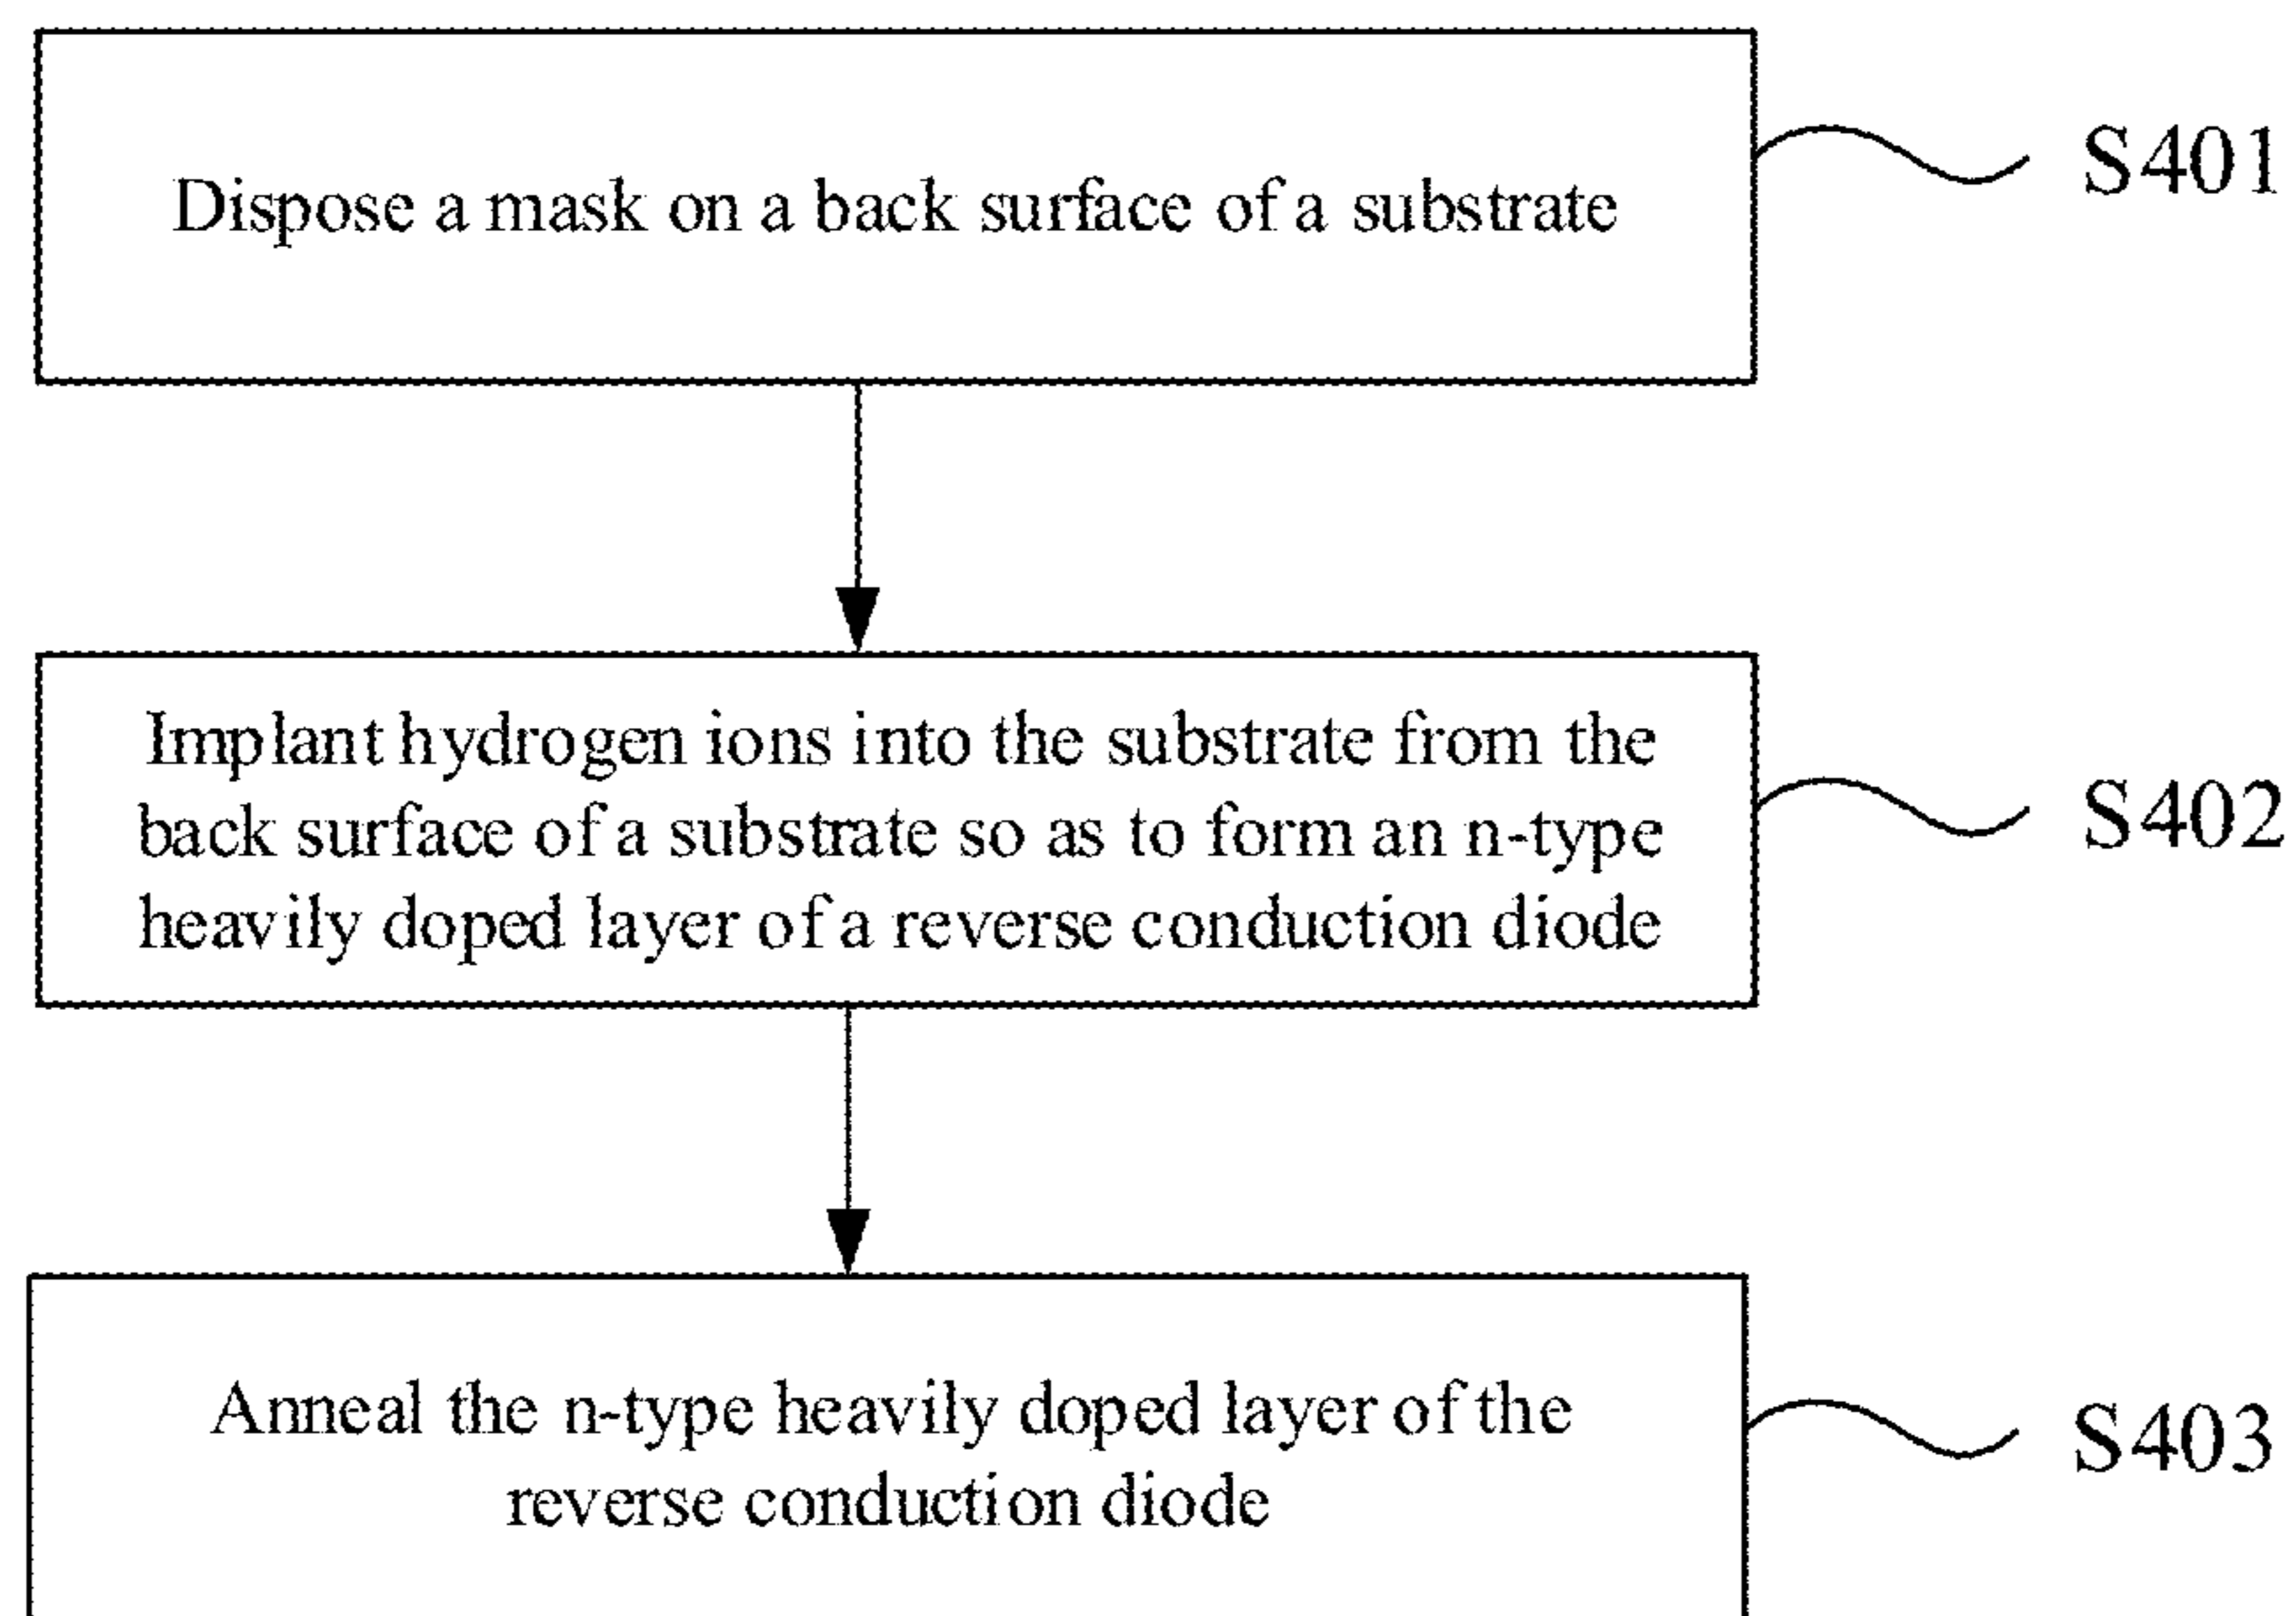 Dispose a mask on a back surface of a substrate
S401
Implant hydrogen ions into the substrate from the
back surface of a substrate so as to form an n-type
heavily doped layer of a reverse conduction diode
S402
Anneal the n-type heavily doped layer of the
reverse conduction diode
S403